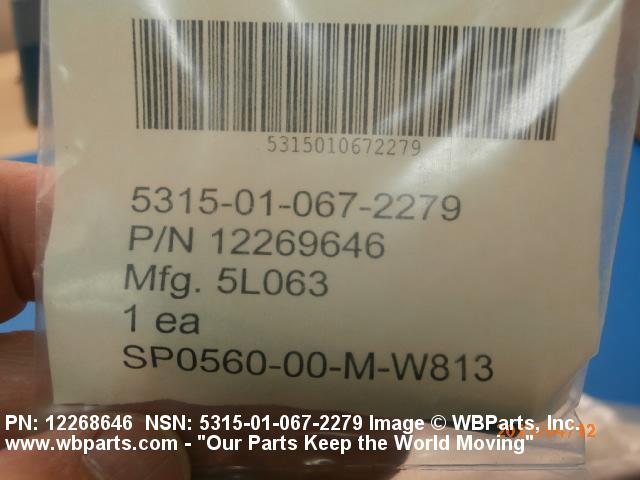 5315010672279
5315-01-067-2279
P/N 12269646
Mfg. 5L063
1 ea
SP0560-00-M-W813
PN: 12268646 NSN: 5315-01-067-2279 Image © WBParts, Inc.
www.wbparts.com - "Our Parts Keep the World Moving"